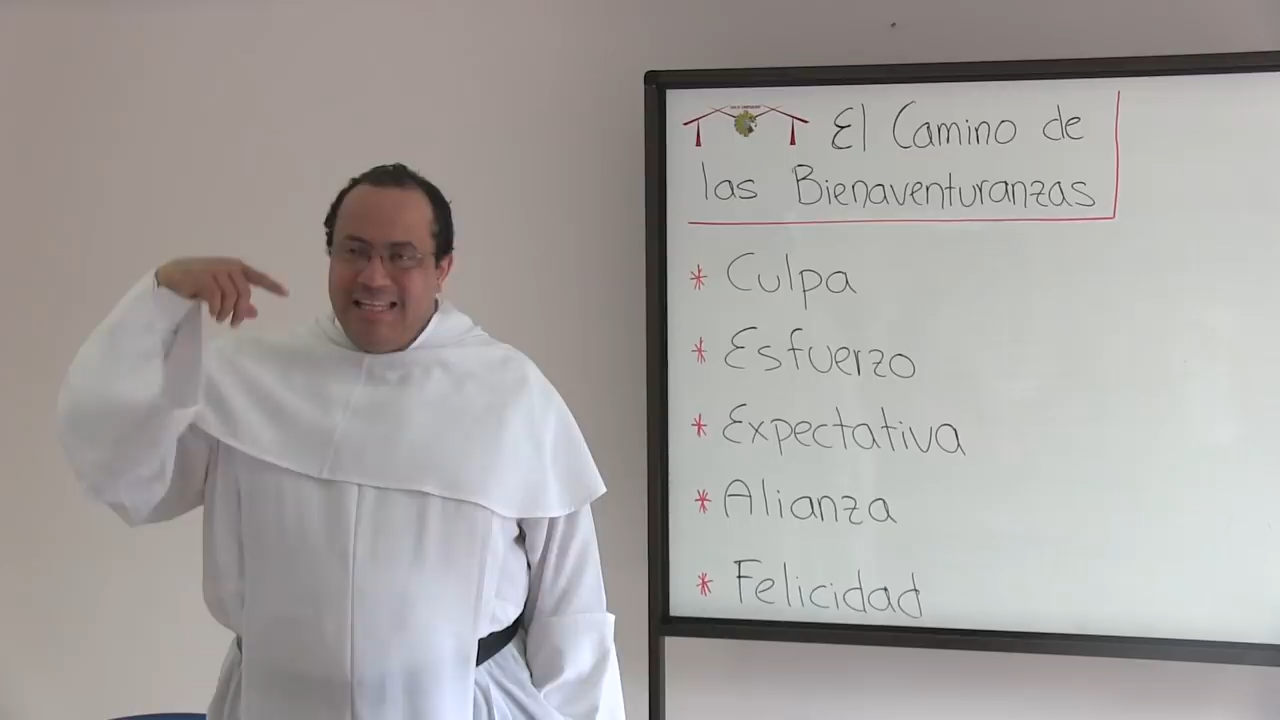 El Camino de
las Bienaventuranzas
* Culpa
* Esfuerzo
* Expectativa
* Alianza
* Felicidad